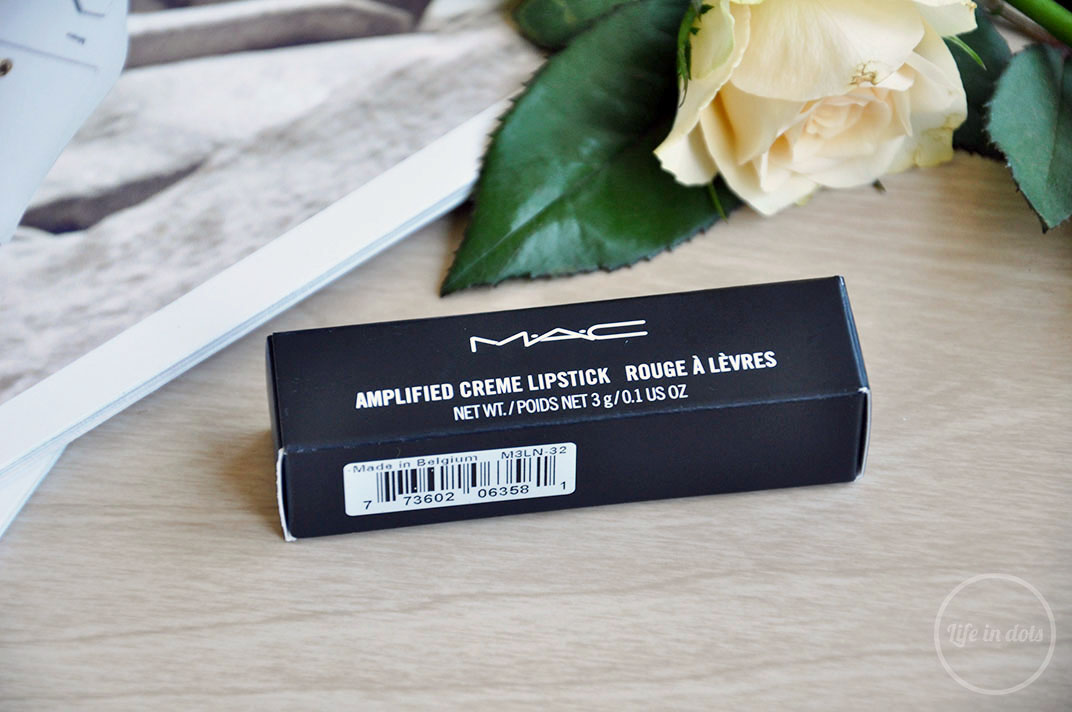 M·A·C
AMPLIFIED CREME LIPSTICK ROUGE À LÈVRES
NET WT. / POIDS NET 3 g / 0.1 US OZ
Made in Belgium M3LN-32
7 73602 06358 1
Life in dots